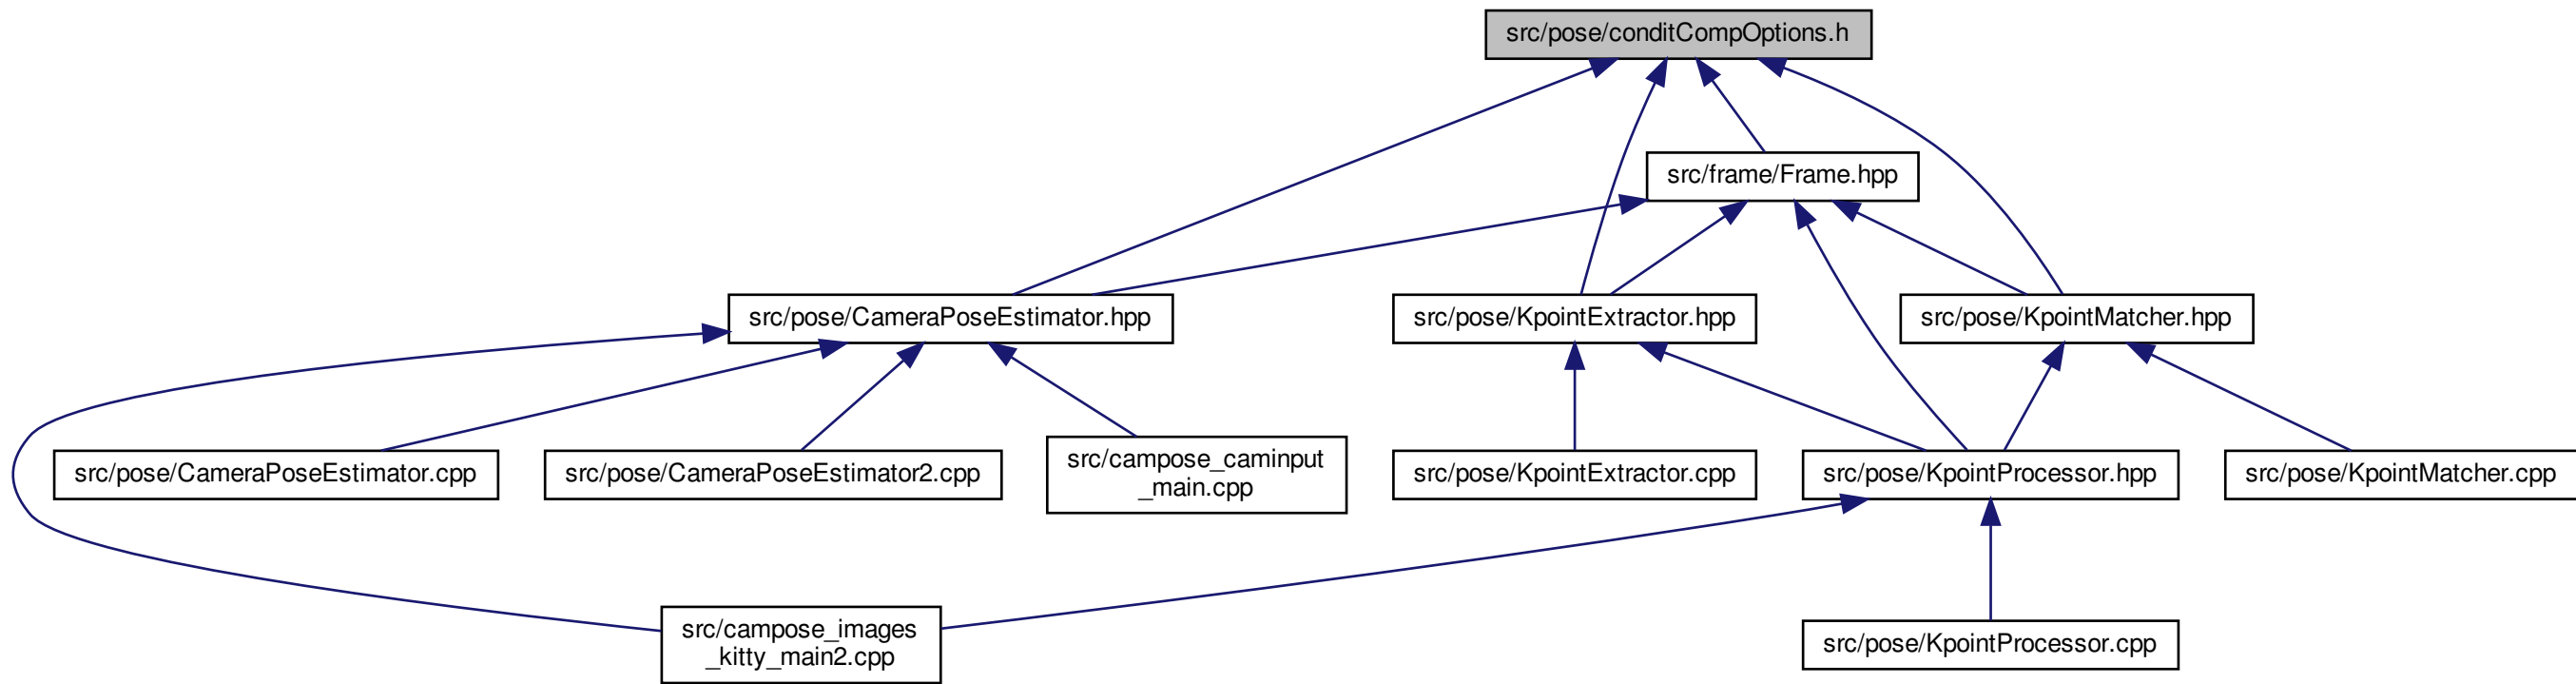 src/pose/conditCompOptions.h
src/frame/Frame.hpp
src/pose/CameraPoseEstimator.hpp
src/pose/KpointExtractor.hpp
src/pose/KpointMatcher.hpp
src/pose/CameraPoseEstimator.cpp
src/pose/CameraPoseEstimator2.cpp
src/campose_caminput
_main.cpp
src/pose/KpointExtractor.cpp
src/pose/KpointProcessor.hpp
src/pose/KpointMatcher.cpp
src/campose_images
_kitty_main2.cpp
src/pose/KpointProcessor.cpp